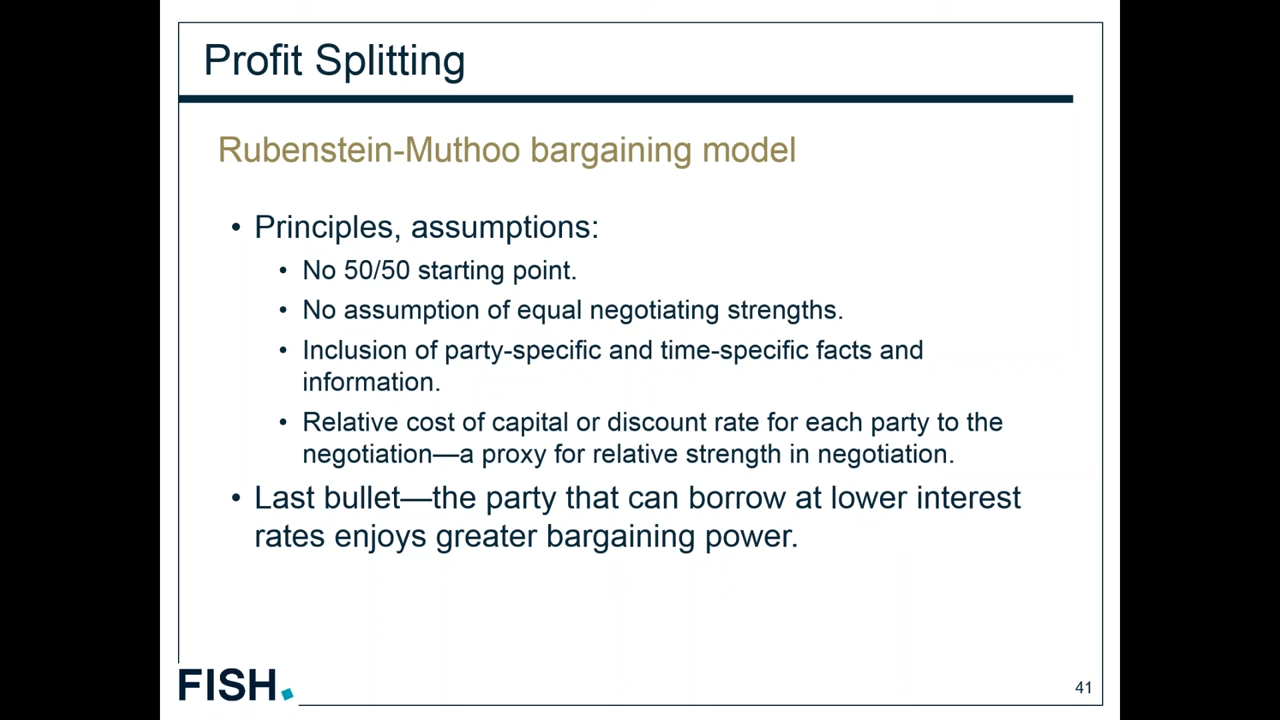 Profit Splitting
Rubenstein-Muthoo bargaining model
• Principles, assumptions:
• No 50/50 starting point.
• No assumption of equal negotiating strengths.
• Inclusion of party-specific and time-specific facts and
information.
• Relative cost of capital or discount rate for each party to the
negotiation—a proxy for relative strength in negotiation.
• Last bullet—the party that can borrow at lower interest
rates enjoys greater bargaining power.
FISH.
41